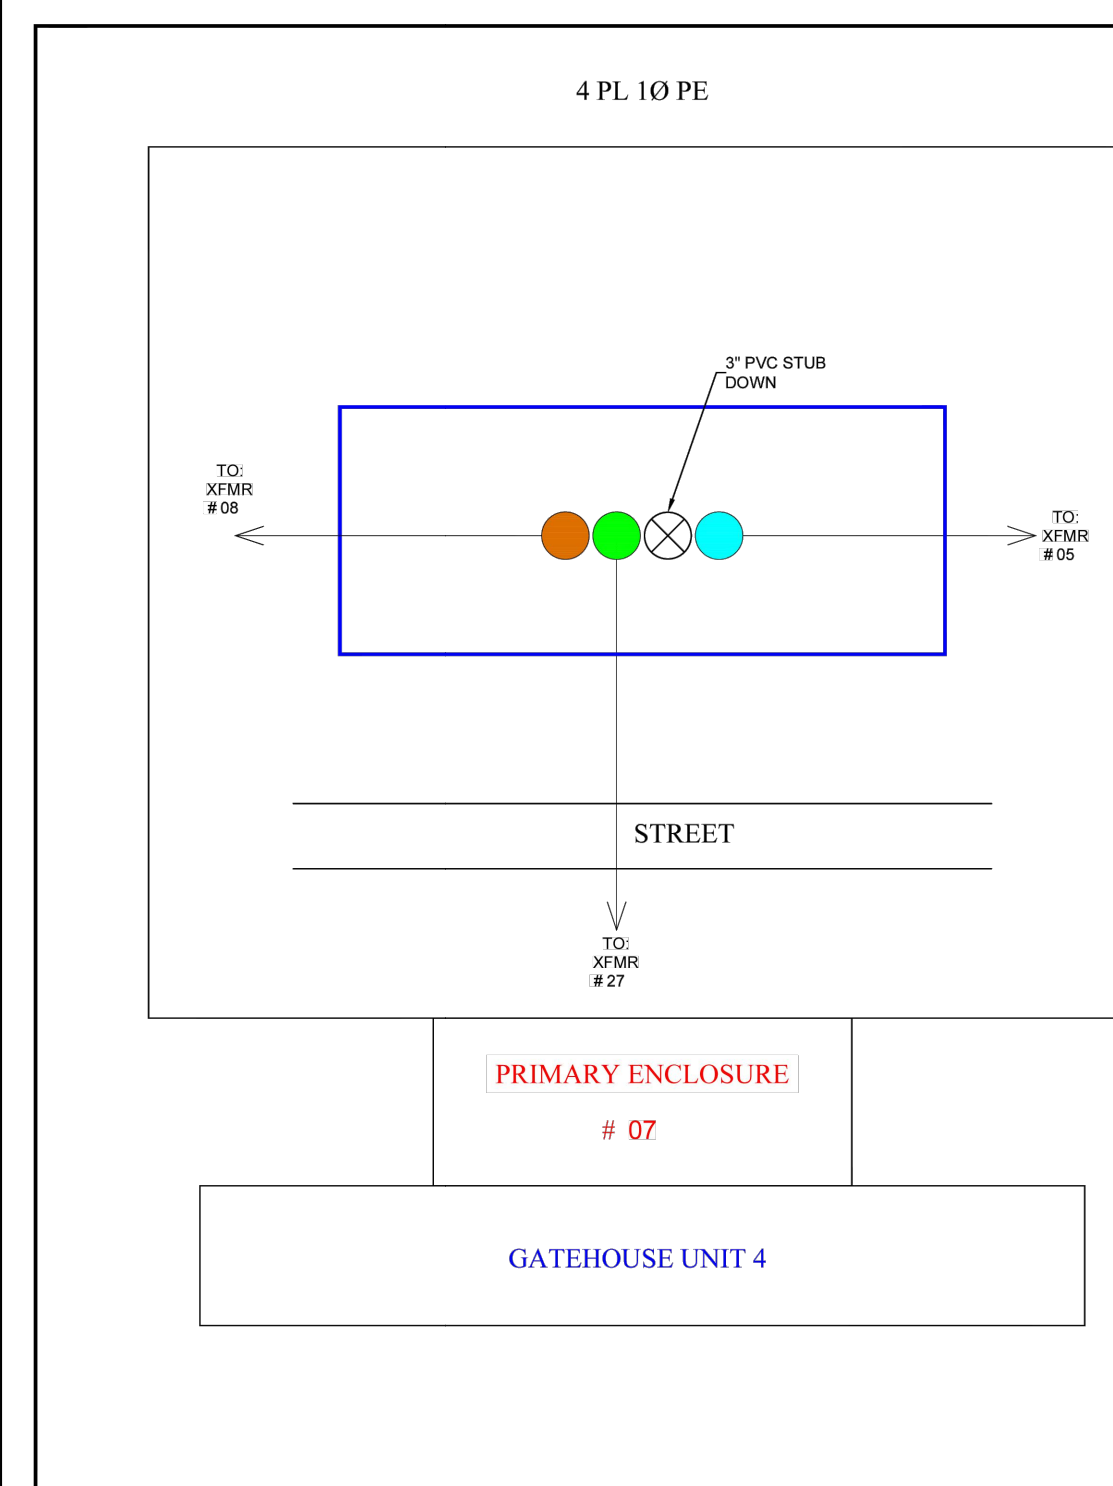 4 PL 1Ø PE
3" PVC STUB
DOWN
TO:
XFMR
# 08
TO:
XFMR
# 05
STREET
TO:
XFMR
# 27
PRIMARY ENCLOSURE
# 07
GATEHOUSE UNIT 4